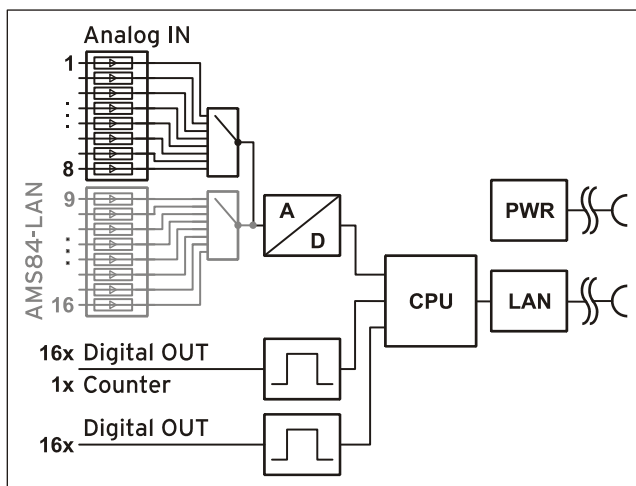 Analog IN
1
8
AMS84-LAN
9
16
A
D
PWR
CPU
LAN
16x Digital OUT
1x Counter
16x Digital OUT